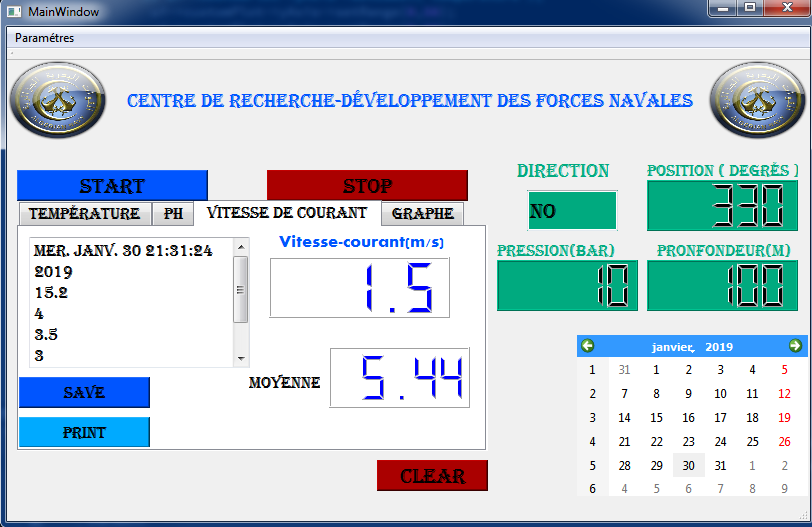 MainWindow
Paramétres
CENTRE DE RECHERCHE-DÉVELOPPEMENT DES FORCES NAVALES
START
STOP
TEMPÉRATURE PH VITESSE DE COURANT GRAPHE
MER. JANV. 30 21:31:24
2019
15.2
4
3.5
3
Vitesse-courant(m/s)
1.5
MOYENNE
5.44
SAVE
PRINT
CLEAR
DIRECTION
NO
POSITION ( DEGRÉS )
330
PRESSION(BAR)
10
PRONFONDEUR(M)
100
janvier, 2019
1 31 1 2 3 4 5
2 7 8 9 10 11 12
3 14 15 16 17 18 19
4 21 22 23 24 25 26
5 28 29 30 31 1 2
6 4 5 6 7 8 9